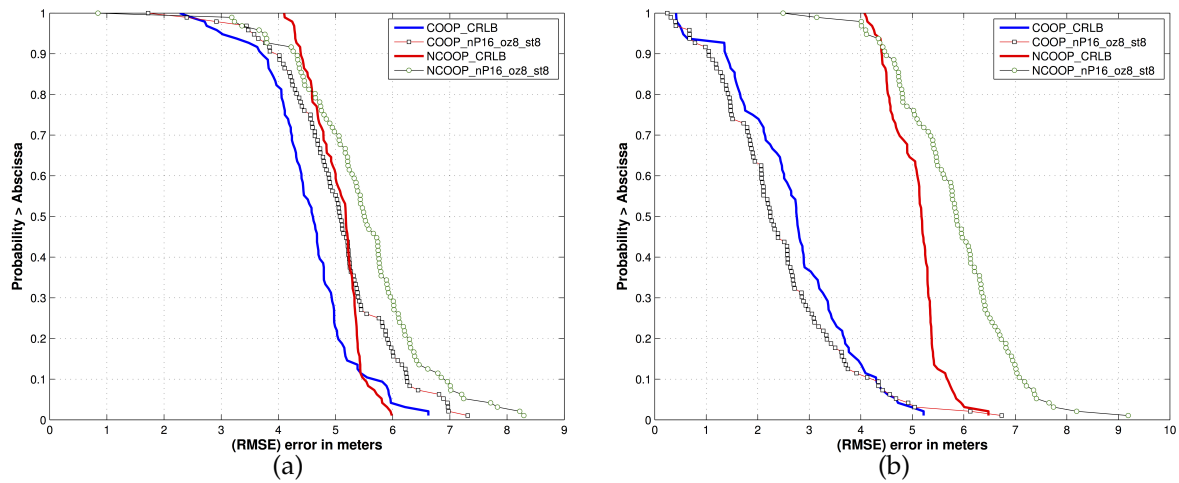 COOP_CRLB
COOP_nP16_oz8_st8
NCOOP_CRLB
NCOOP_nP16_oz8_st8
Probability > Abscissa
1
0.9
0.8
0.7
0.6
0.5
0.4
0.3
0.2
0.1
0
0 1 2 3 4 5 6 7 8 9
(RMSE) error in meters
(a)
COOP_CRLB
COOP_nP16_oz8_st8
NCOOP_CRLB
NCOOP_nP16_oz8_st8
Probability > Abscissa
1
0.9
0.8
0.7
0.6
0.5
0.4
0.3
0.2
0.1
0
0 1 2 3 4 5 6 7 8 9 10
(RMSE) error in meters
(b)